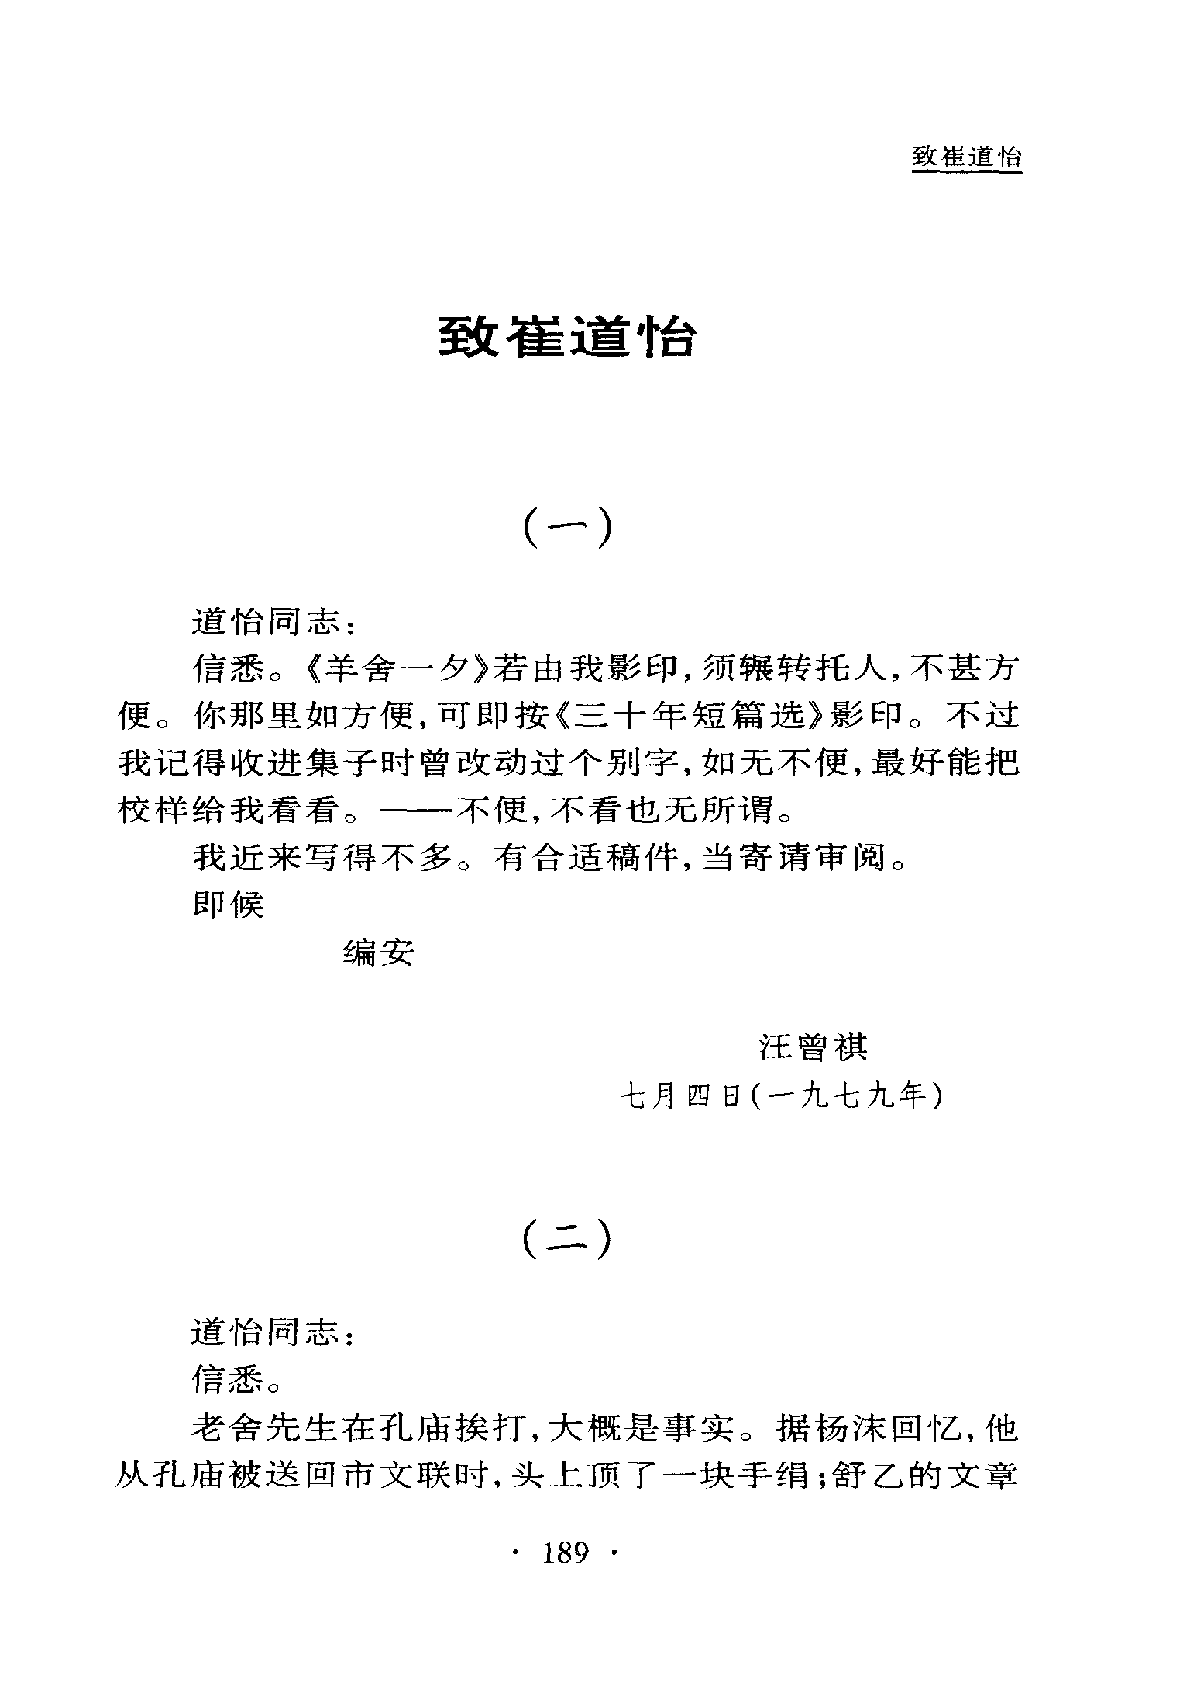 致崔道怡
致崔道怡
（一）
道怡同志：
信悉。《羊舍一夕》若由我影印，须辗转托人，不甚方
便。你那里如方便，可即按《三十年短篇选》影印。不过
我记得收进集子时曾改动过个别字，如无不便，最好能把
校样给我看看。——不便，不看也无所谓。
我近来写得不多。有合适稿件，当寄请审阅。
即候
编安
汪曾祺
七月四日（一九七九年）
（二）
道怡同志：
信悉。
老舍先生在孔庙挨打，大概是事实。据杨沫回忆，他
从孔庙被送回市文联时，头上顶了一块手绢；舒乙的文章
· 189 ·